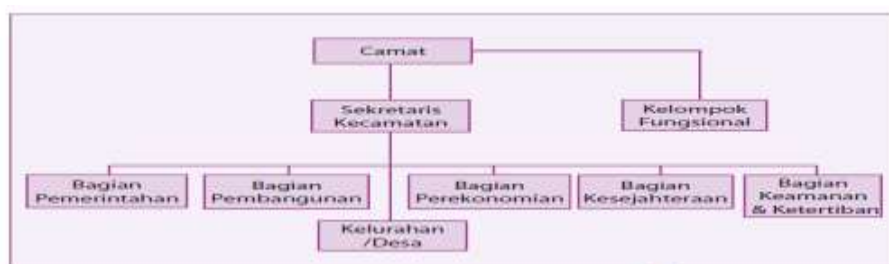 Camat
Sekretaris
Kecamatan
Kelompok
Fungsional
Bagian
Pemerintahan
Bagian
Pembangunan
Bagian
Perekonomian
Bagian
Kesejahteraan
Bagian
Keamanan
& Ketertiban
Kelurahan
/Desa